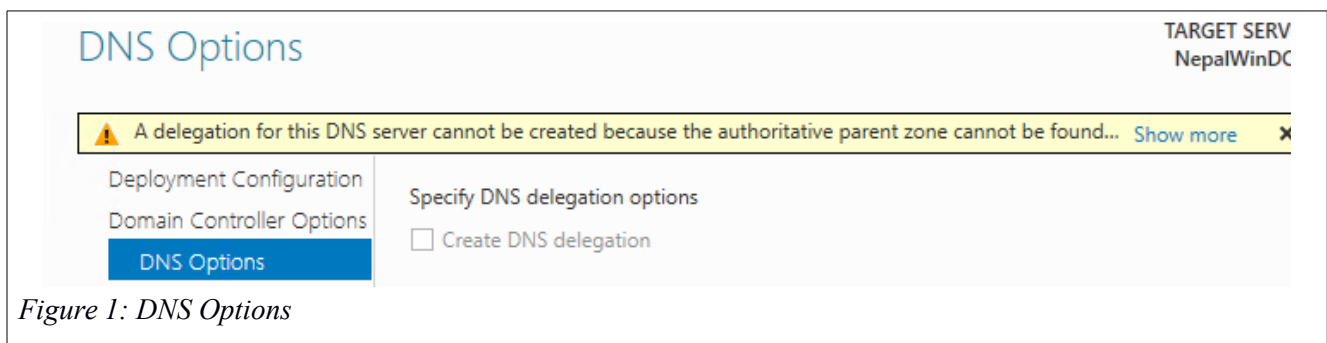 DNS Options
TARGET SERV
NepalWinDC
A delegation for this DNS server cannot be created because the authoritative parent zone cannot be found... Show more
Deployment Configuration
Domain Controller Options
DNS Options
Specify DNS delegation options
Create DNS delegation
Figure 1: DNS Options